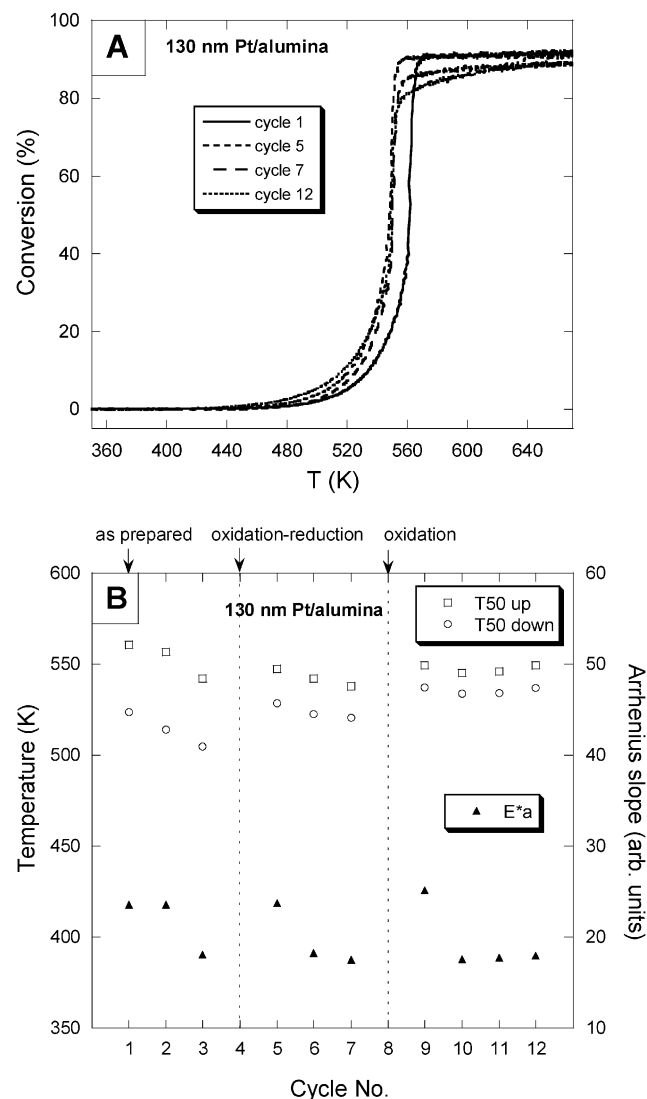 A
130 nm Pt/alumina
cycle 1
cycle 5
cycle 7
cycle 12
100
80
60
40
20
0
Conversion (%)
360 400 440 480 520 560 600 640
T (K)
as prepared oxidation-reduction oxidation
B
130 nm Pt/alumina
T50 up
T50 down
E*a
600
550
500
450
400
350
Temperature (K)
60
50
40
30
20
10
Arrhenius slope (arb. units)
1 2 3 4 5 6 7 8 9 10 11 12
Cycle No.